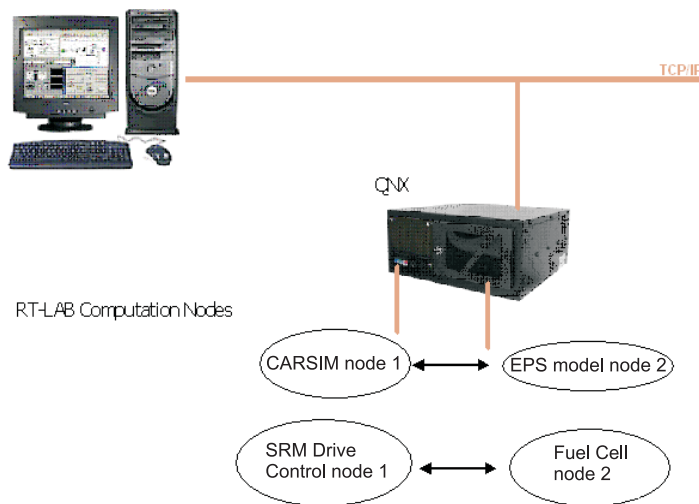 TCP/IP
QNX
RT-LAB Computation Nodes
CARSIM node 1
EPS model node 2
SRM Drive
Control node 1
Fuel Cell
node 2